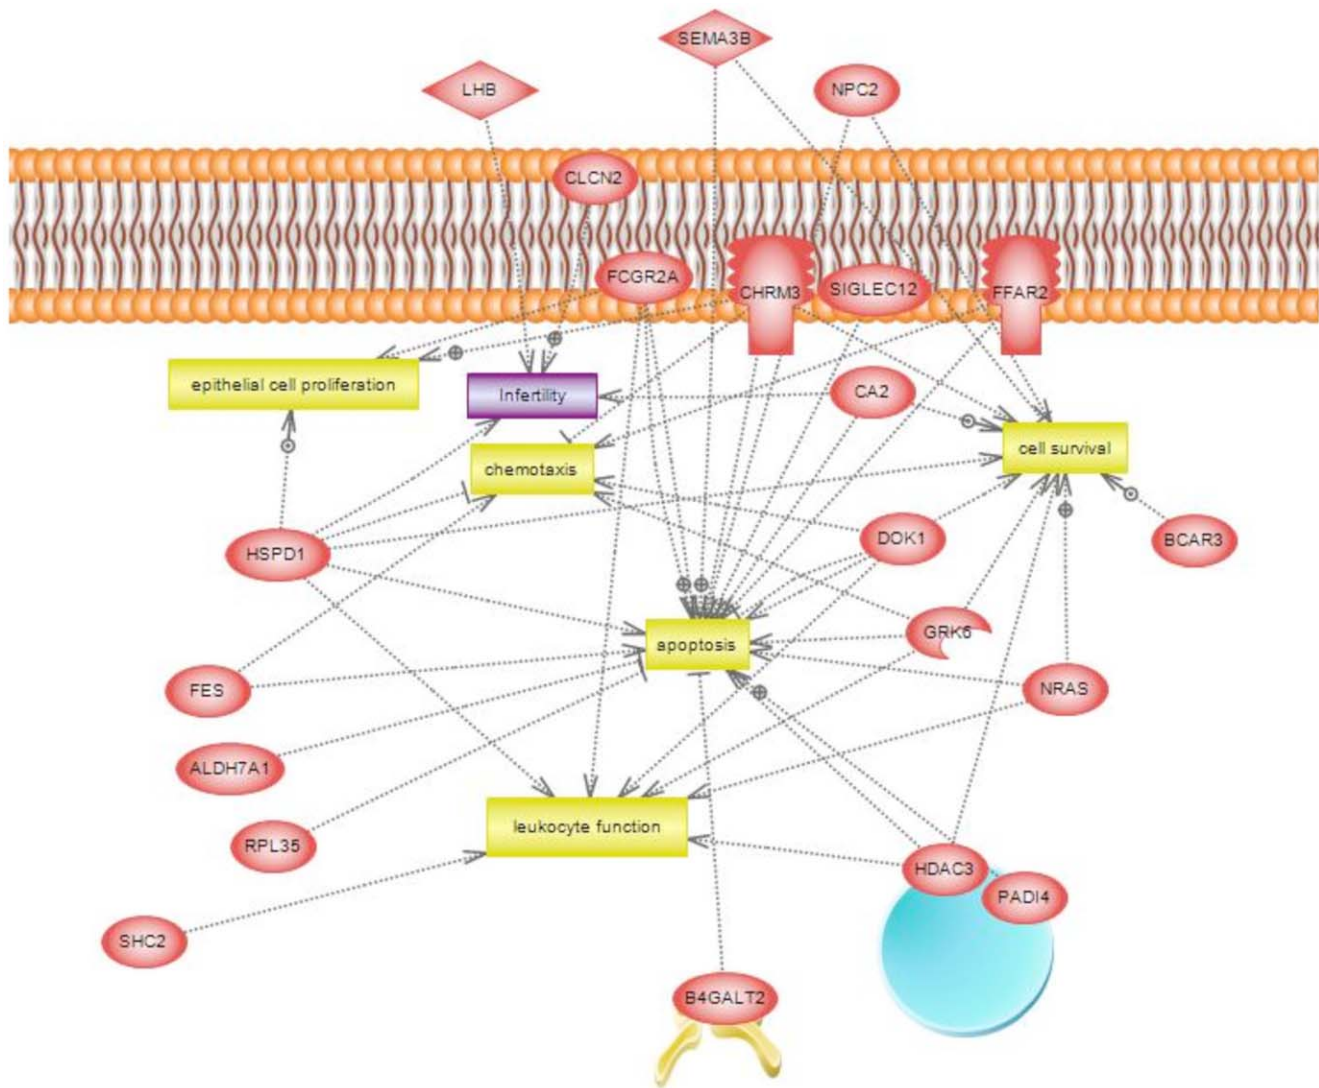 SEMA3B
LHB
NPC2
CLCN2
FCGR2A
CHRM3
SIGLEC12
FFAR2
epithelial cell proliferation
Infertility
CA2
chemotaxis
cell survival
HSPD1
DOK1
BCAR3
apoptosis
GRK6
FES
NRAS
ALDH7A1
leukocyte function
RPL35
HDAC3
PADI4
SHC2
B4GALT2